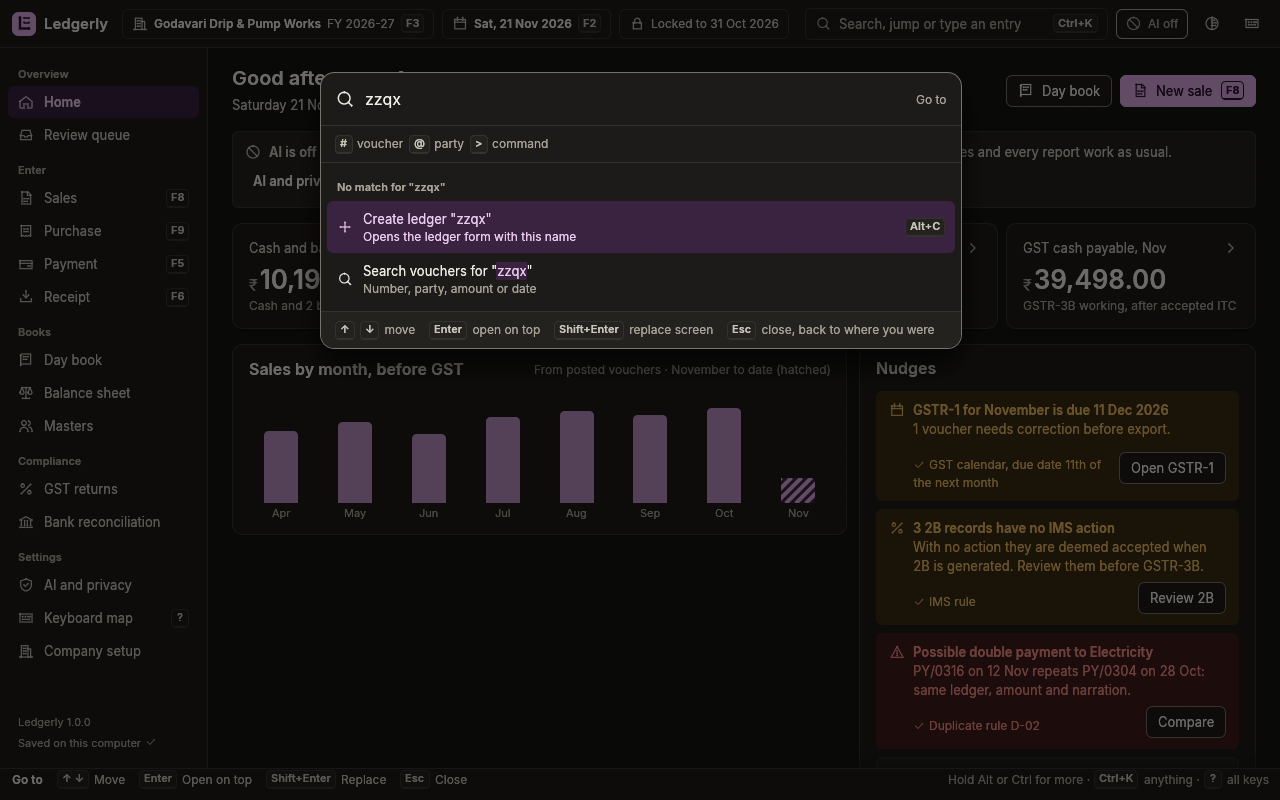 Ledgerly
Godavari Drip & Pump Works FY 2026-27 F3
Sat, 21 Nov 2026 F2
Locked to 31 Oct 2026
Search, jump or type an entry Ctrl+K
AI off
Overview
Home
Review queue
Enter
Sales F8
Purchase F9
Payment F5
Receipt F6
Books
Day book
Balance sheet
Masters
Compliance
GST returns
Bank reconciliation
Settings
AI and privacy
Keyboard map ?
Company setup
Ledgerly 1.0.0
Saved on this computer
Good afte
Saturday 21 No
Day book
New sale F8
AI is off
es and every report work as usual.
AI and priv
zzqx
Go to
# voucher @ party > command
No match for "zzqx"
Create ledger "zzqx"
Opens the ledger form with this name
Alt+C
Search vouchers for "zzqx"
Number, party, amount or date
↑ ↓ move Enter open on top Shift+Enter replace screen Esc close, back to where you were
Cash and b
₹10,19
Cash and 2 b
GST cash payable, Nov
₹39,498.00
GSTR-3B working, after accepted ITC
Sales by month, before GST
From posted vouchers · November to date (hatched)
Apr May Jun Jul Aug Sep Oct Nov
Nudges
GSTR-1 for November is due 11 Dec 2026
1 voucher needs correction before export.
GST calendar, due date 11th of
the next month
Open GSTR-1
3 2B records have no IMS action
With no action they are deemed accepted when
2B is generated. Review them before GSTR-3B.
IMS rule
Review 2B
Possible double payment to Electricity
PY/0316 on 12 Nov repeats PY/0304 on 28 Oct:
same ledger, amount and narration.
Duplicate rule D-02
Compare
Go to ↑↓ Move Enter Open on top Shift+Enter Replace Esc Close
Hold Alt or Ctrl for more · Ctrl+K anything · ? all keys